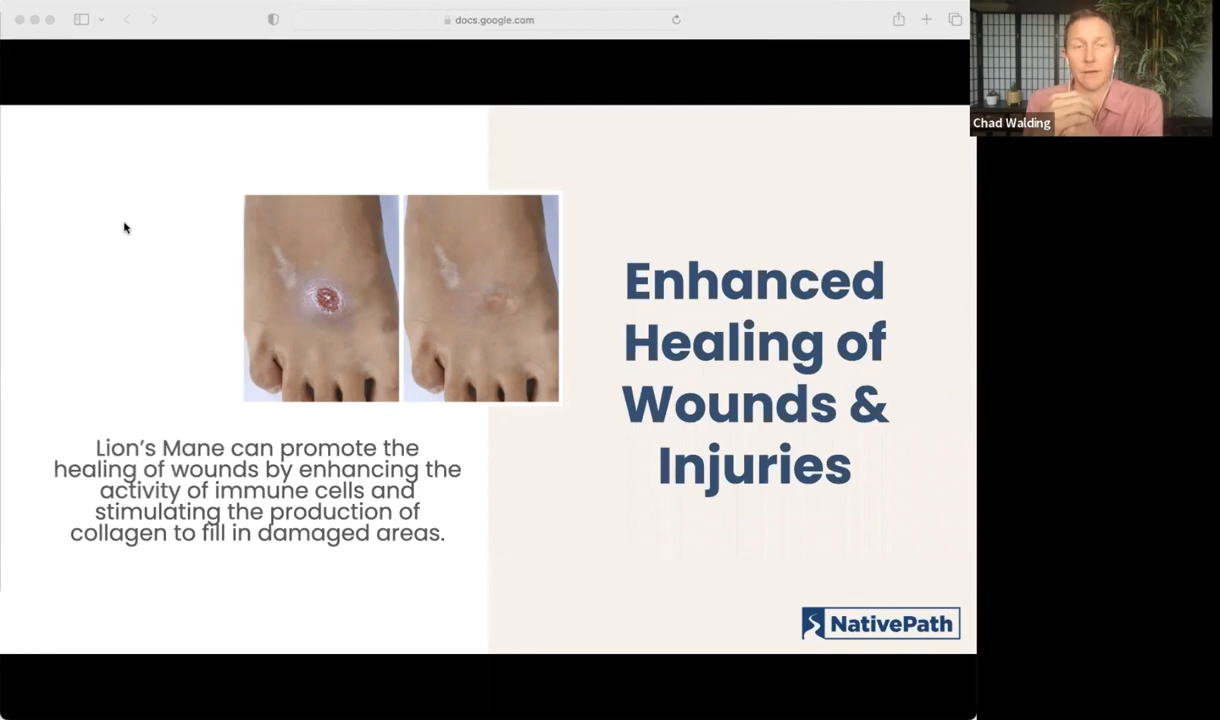 docs.google.com
Chad Walding
Enhanced
Healing of
Wounds &
Injuries
Lion's Mane can promote the
healing of wounds by enhancing the
activity of immune cells and
stimulating the production of
collagen to fill in damaged areas.
NativePath